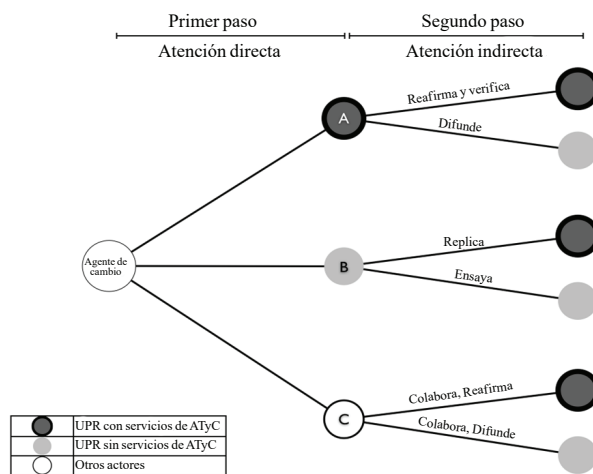 Primer paso
Segundo paso
Atención directa
Atención indirecta
Reafirma y verifica
A
Difunde
Replica
Agente de
cambio
B
Ensaya
Colabora, Reafirma
C
Colabora, Difunde
UPR con servicios de ATyC
UPR sin servicios de ATyC
Otros actores